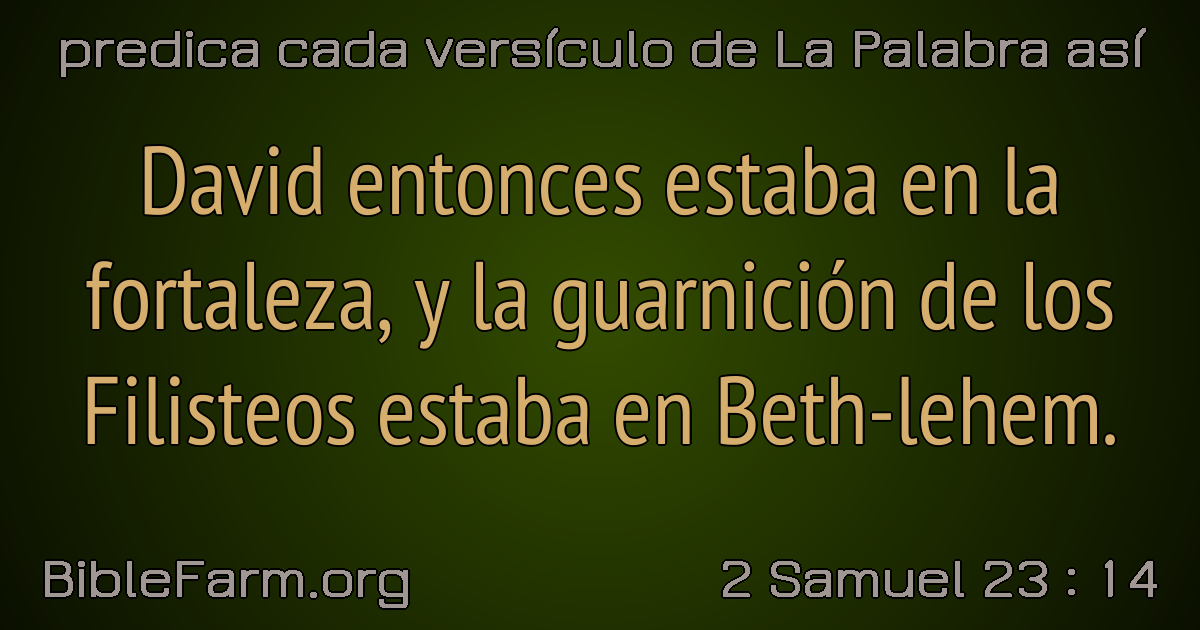 predica cada versículo de La Palabra así
David entonces estaba en la
fortaleza, y la guarnición de los
Filisteos estaba en Beth-lehem.
BibleFarm.org
2 Samuel 23 : 14